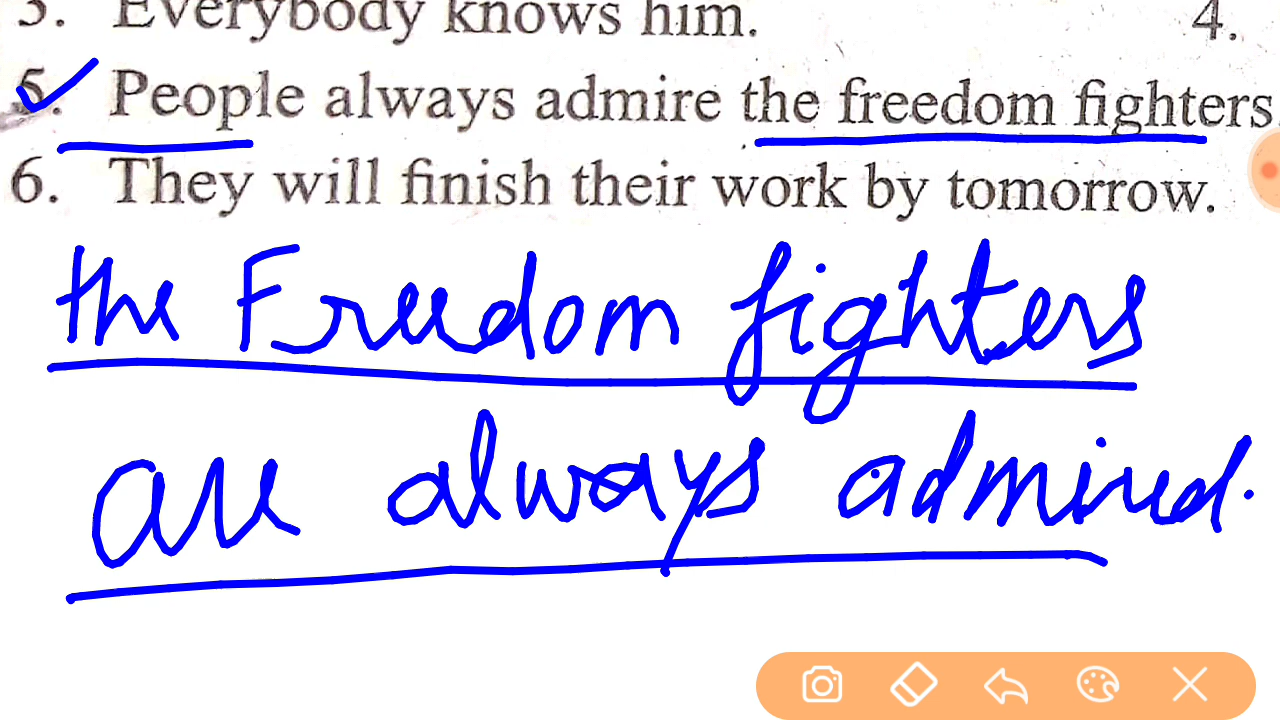 3. Everybody knows him. 4.
5. People always admire the freedom fighters.
6. They will finish their work by tomorrow.
the Freedom fighters
are always admired.